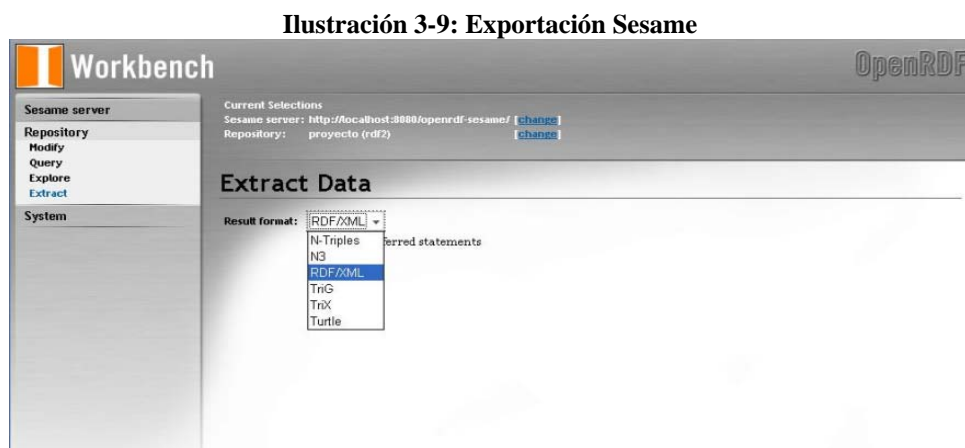 Ilustración 3-9: Exportación Sesame
Workbench
OpenRDF
Sesame server
Repository
Modify
Query
Explore
Extract
System
Current Selections
Sesame server: http://localhost:8080/openrdf-sesame/ [change]
Repository: proyecto (rdf2) [change]
Extract Data
Result format: RDF/XML
N-Triples
ferred statements
N3
RDF/XML
TriG
TriX
Turtle